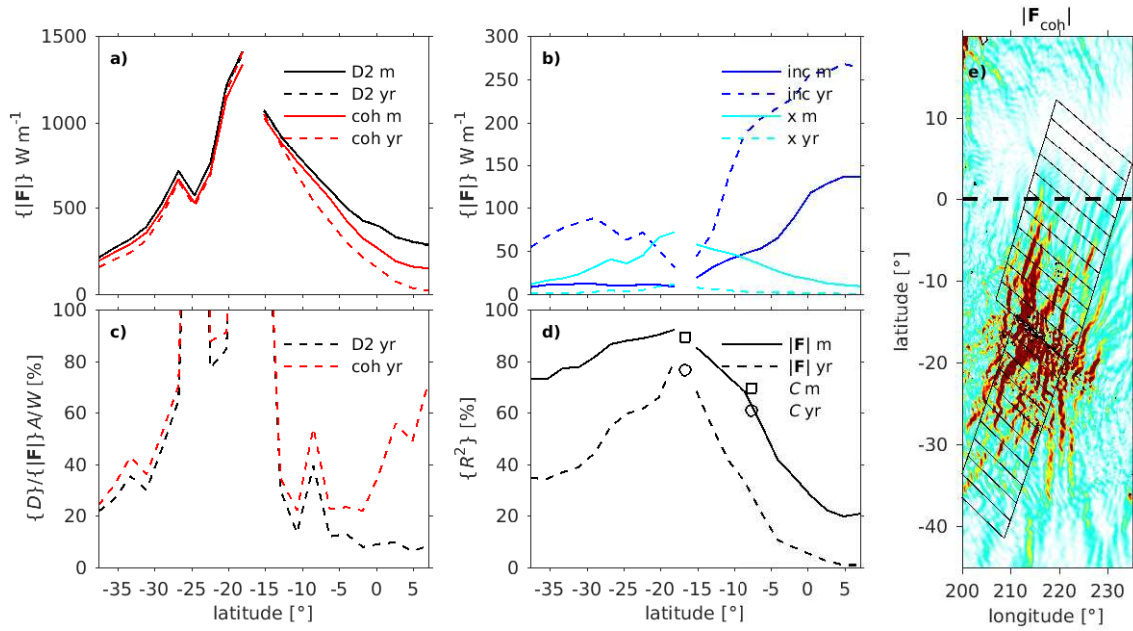 |F_coh|
1500
1000
500
0
{|F|} W m⁻¹
a)
D2 m
D2 yr
coh m
coh yr
300
250
200
150
100
50
0
{|F|} W m⁻¹
b)
inc m
inc yr
x m
x yr
100
80
60
40
20
0
{D}/{|F|}A/W [%]
c)
D2 yr
coh yr
-35 -30 -25 -20 -15 -10 -5 0 5
latitude [°]
100
80
60
40
20
0
{R²} [%]
d)
|F| m
|F| yr
C m
C yr
-35 -30 -25 -20 -15 -10 -5 0 5
latitude [°]
e)
10
0
-10
-20
-30
-40
latitude [°]
200 210 220 230
longitude [°]